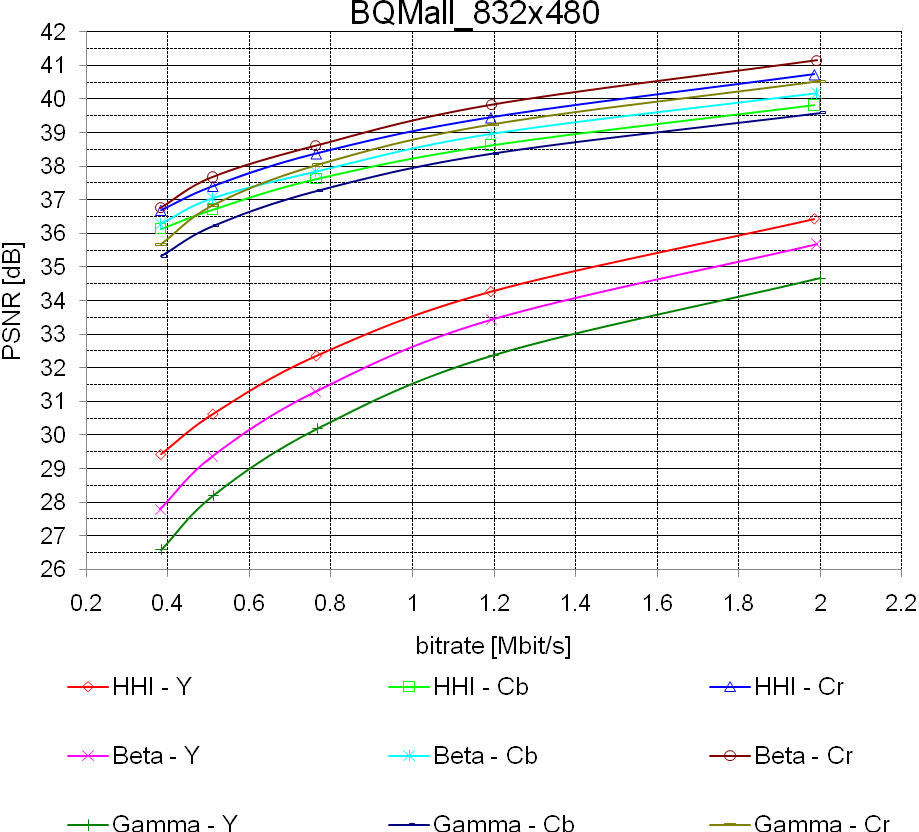 BQMall_832x480
42
41
40
39
38
37
36
35
34
33
32
31
30
29
28
27
26
PSNR [dB]
0.2 0.4 0.6 0.8 1 1.2 1.4 1.6 1.8 2 2.2
bitrate [Mbit/s]
HHI - Y HHI - Cb HHI - Cr
Beta - Y Beta - Cb Beta - Cr
Gamma - Y Gamma - Cb Gamma - Cr